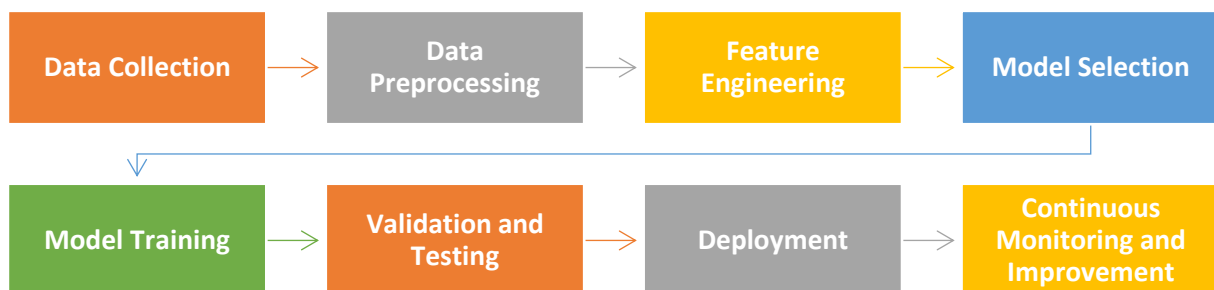 Data Collection
Data
Preprocessing
Feature
Engineering
Model Selection
Model Training
Validation and
Testing
Deployment
Continuous
Monitoring and
Improvement